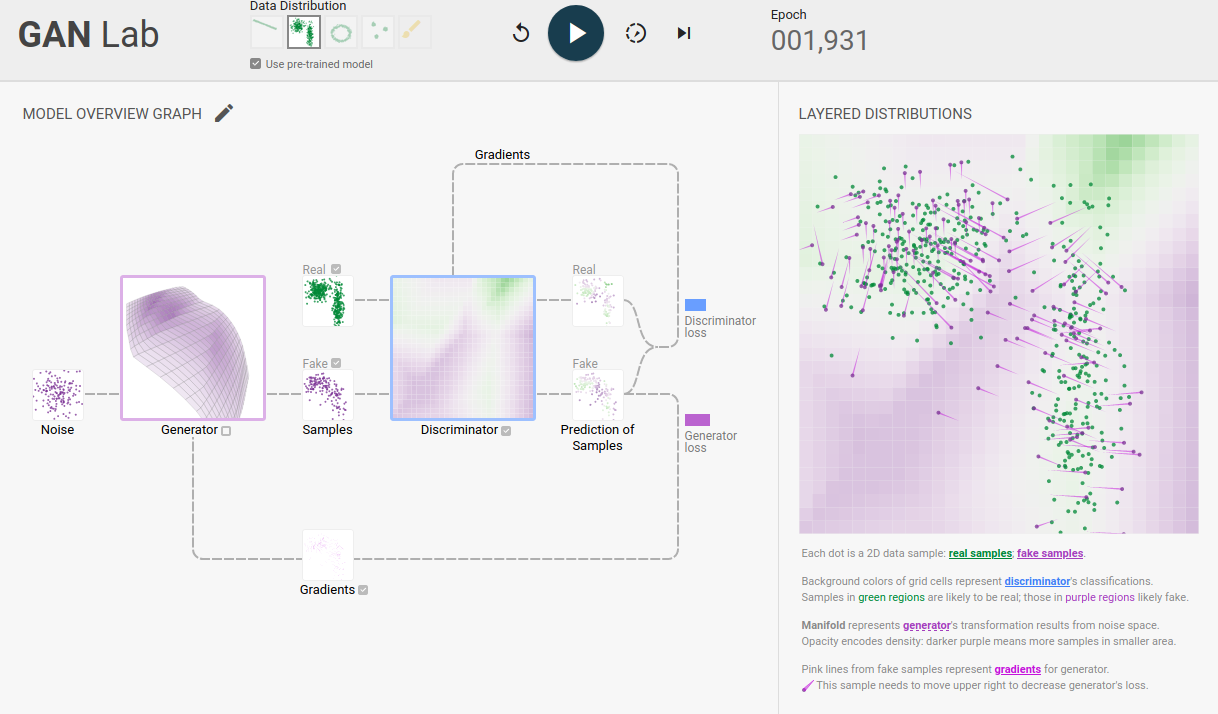 GAN Lab
Data Distribution
Use pre-trained model
Epoch
001,931
MODEL OVERVIEW GRAPH
Gradients
Real
Real
Discriminator
loss
Fake
Fake
Noise
Generator
Samples
Discriminator
Prediction of
Samples
Generator
loss
Gradients
LAYERED DISTRIBUTIONS
Each dot is a 2D data sample: real samples; fake samples.
Background colors of grid cells represent discriminator's classifications.
Samples in green regions are likely to be real; those in purple regions likely fake.
Manifold represents generator's transformation results from noise space.
Opacity encodes density: darker purple means more samples in smaller area.
Pink lines from fake samples represent gradients for generator.
This sample needs to move upper right to decrease generator's loss.